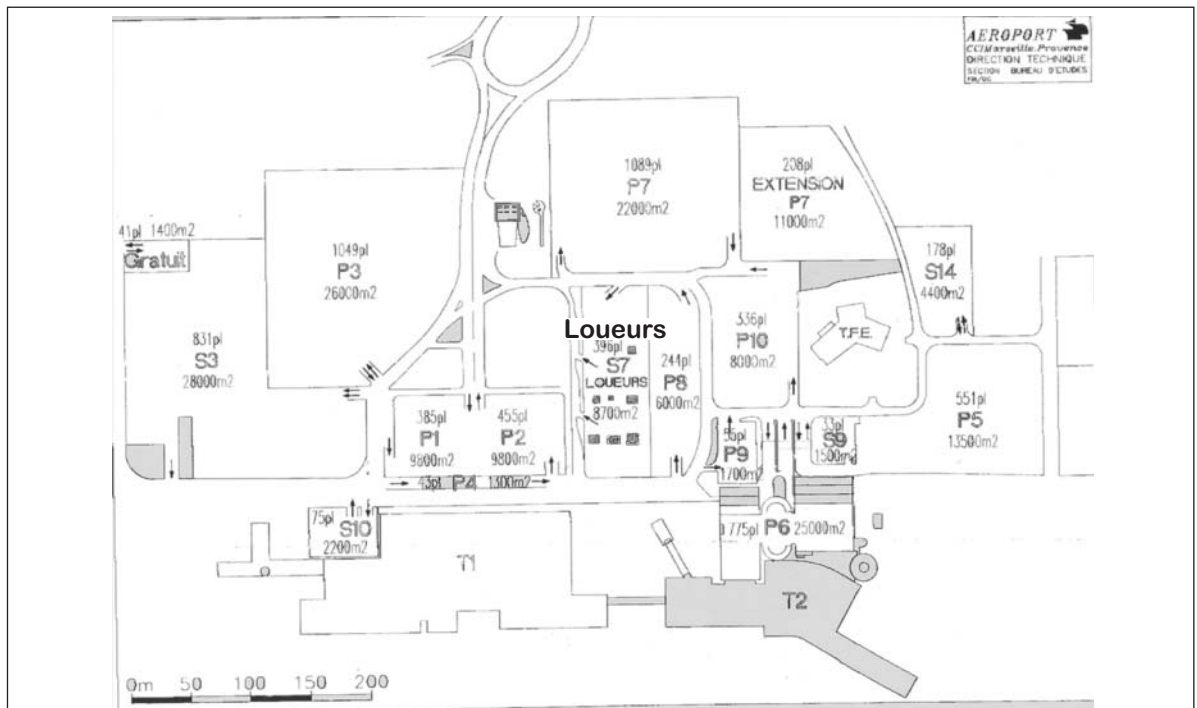 AEROPORT
CCI Marseille.Provence
DIRECTION TECHNIQUE
SECTION BUREAU D'ETUDES
1089pl
P7
22000m2
208pl
EXTENSION
P7
11000m2
41pl 1400m2
Gratuit
1049pl
P3
26000m2
178pl
S14
4400m2
831pl
S3
28000m2
Loueurs
396pl
S7
LOUEURS
8700m2
336pl
P10
8000m2
T.F.E.
244pl
P8
6000m2
385pl
P1
9800m2
455pl
P2
9800m2
551pl
P5
13500m2
P9
1700m2
33pl
S9
1500m2
43pl P4 1300m2
75pl
S10
2200m2
775pl P6 25000m2
T1
T2
0m 50 100 150 200